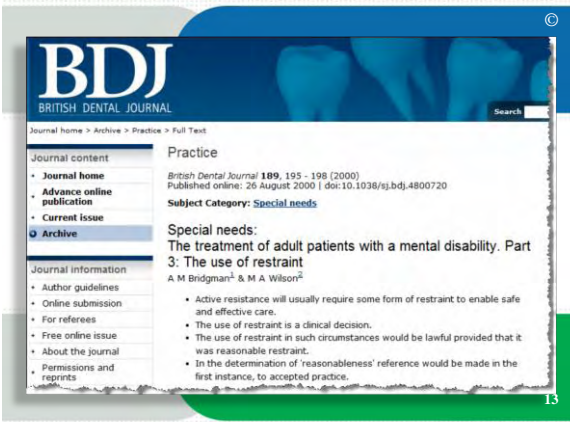 ©
BDJ
BRITISH DENTAL JOURNAL
Search
Journal home > Archive > Practice > Full Text
Journal content
• Journal home
• Advance online
publication
• Current issue
Archive
Journal information
• Author guidelines
• Online submission
• For referees
• Free online issue
• About the journal
• Permissions and
reprints
Practice
British Dental Journal 189, 195 - 198 (2000)
Published online: 26 August 2000 | doi:10.1038/sj.bdj.4800720
Subject Category: Special needs
Special needs:
The treatment of adult patients with a mental disability. Part
3: The use of restraint
A M Bridgman1 & M A Wilson2
• Active resistance will usually require some form of restraint to enable safe
and effective care.
• The use of restraint is a clinical decision.
• The use of restraint in such circumstances would be lawful provided that it
was reasonable restraint.
• In the determination of 'reasonableness' reference would be made in the
first instance, to accepted practice.
13